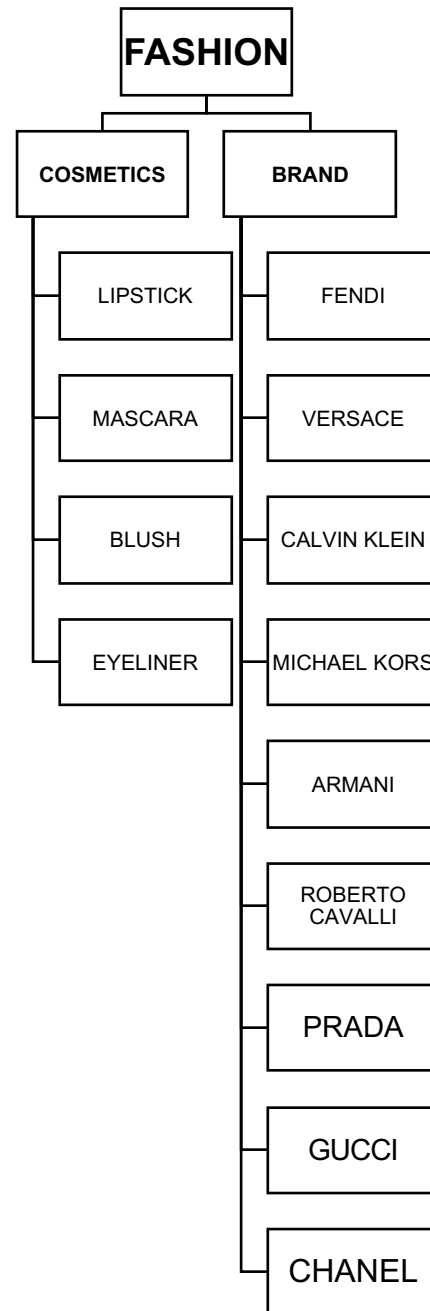 FASHION
COSMETICS
BRAND
LIPSTICK
MASCARA
BLUSH
EYELINER
FENDI
VERSACE
CALVIN KLEIN
MICHAEL KORS
ARMANI
ROBERTO
CAVALLI
PRADA
GUCCI
CHANEL